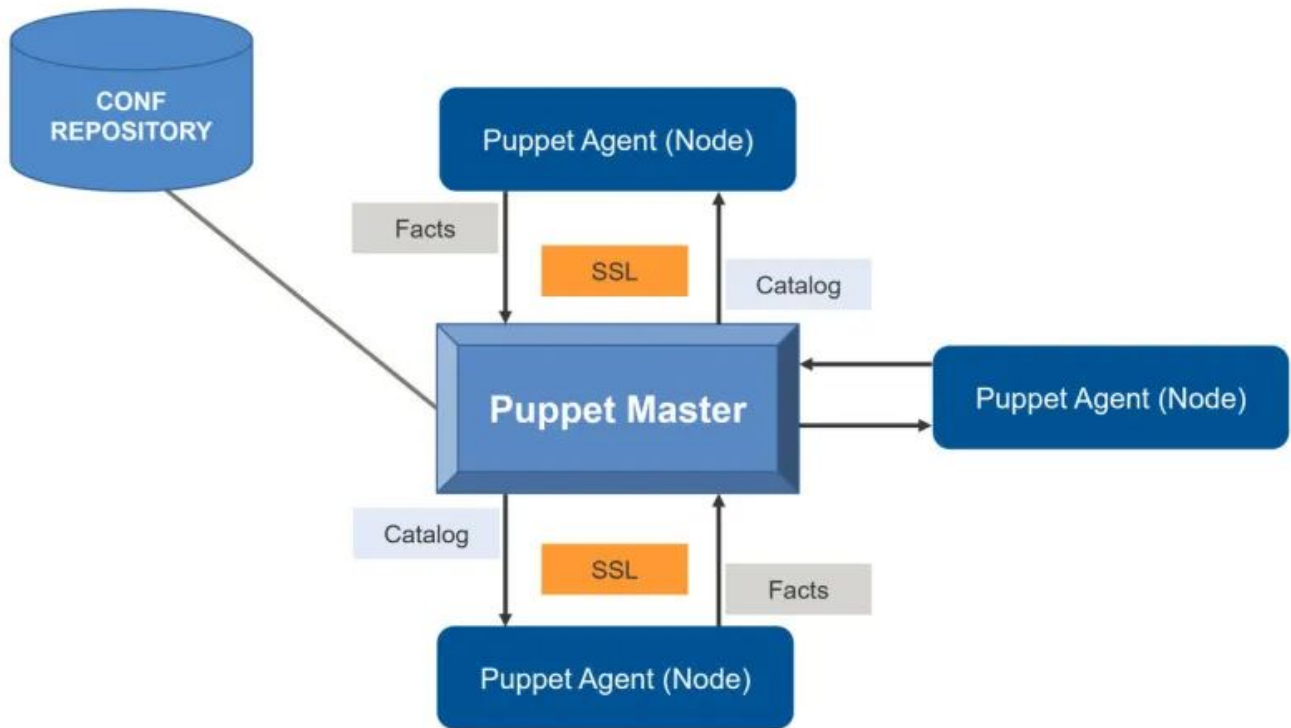 CONF
REPOSITORY
Puppet Agent (Node)
Facts
SSL
Catalog
Puppet Master
Puppet Agent (Node)
Catalog
SSL
Facts
Puppet Agent (Node)